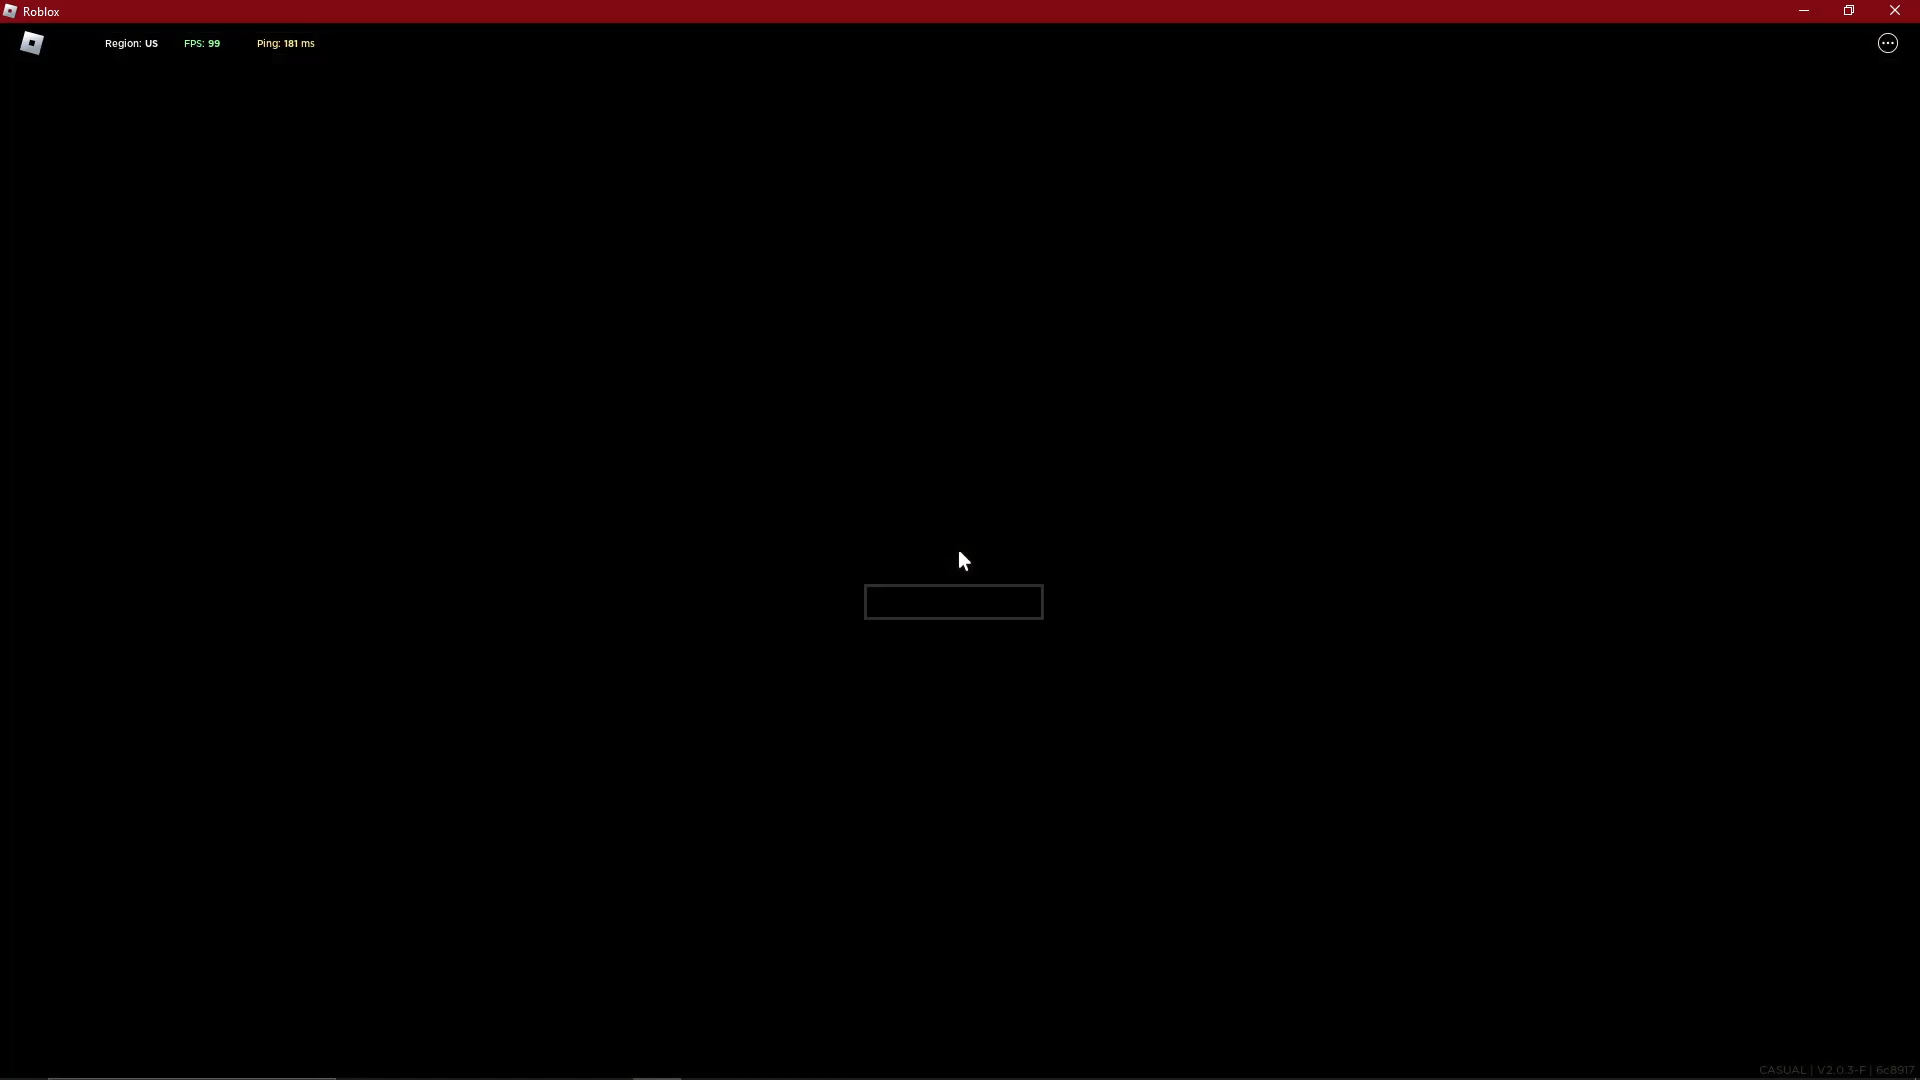 Roblox
Region: US FPS: 99 Ping: 181 ms
CASUAL | V2.0.3-F | 6c8917